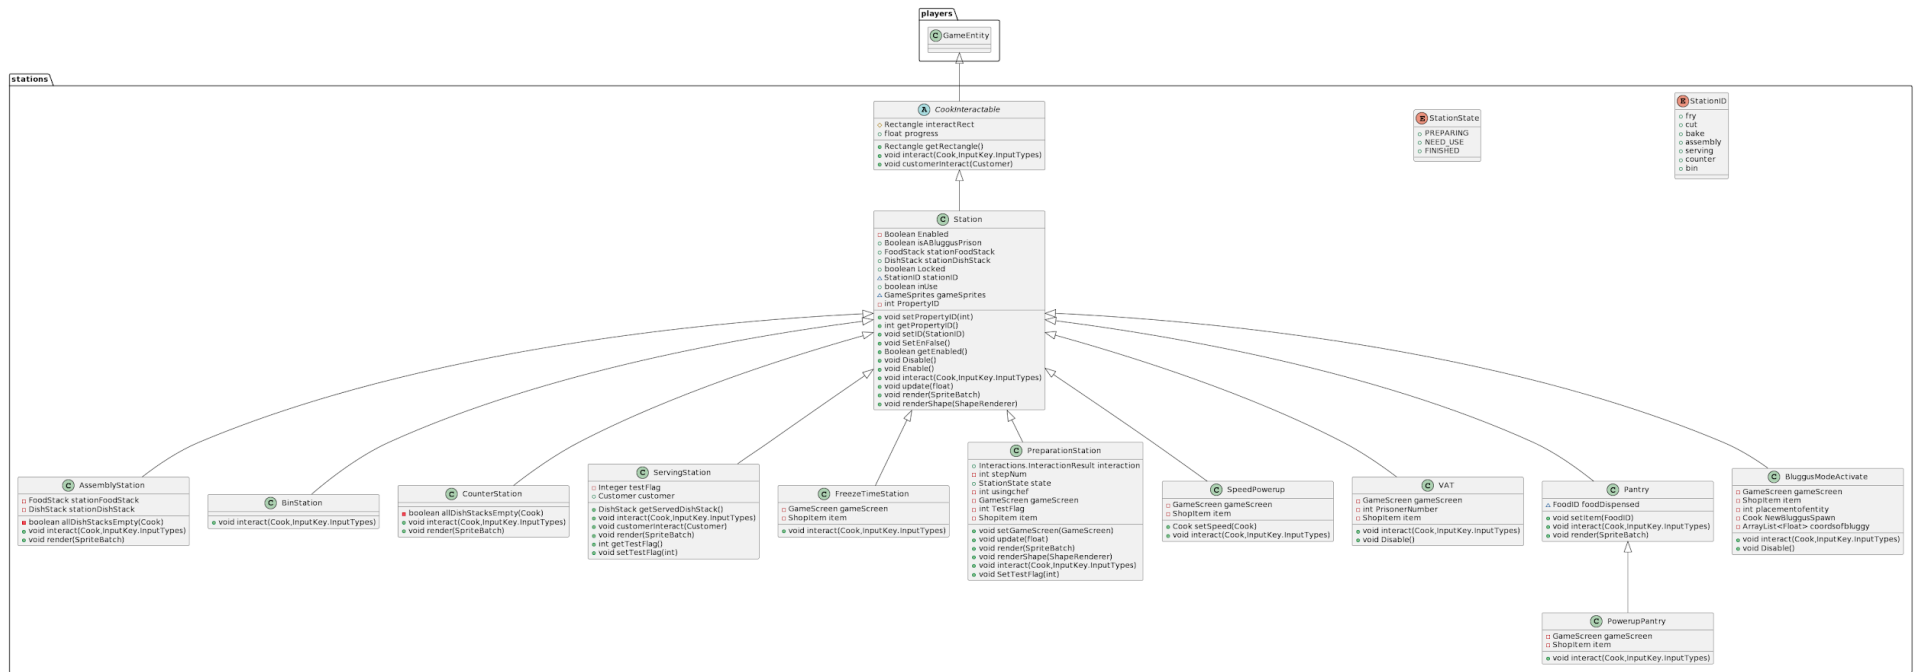 players
C GameEntity
stations
A CookInteractable
Rectangle interactRect
float progress
Rectangle getRectangle()
void interact(Cook,InputKey.InputTypes)
void customerInteract(Customer)
E StationState
PREPARING
NEED_USE
FINISHED
E StationID
fry
cut
bake
assembly
serving
counter
bin
C Station
Boolean Enabled
Boolean isABluggusPrison
FoodStack stationFoodStack
DishStack stationDishStack
boolean Locked
StationID stationID
boolean inUse
GameSprites gameSprites
int PropertyID
void setPropertyID(int)
int getPropertyID()
void setID(StationID)
void SetEnFalse()
Boolean getEnabled()
void Disable()
void Enable()
void interact(Cook,InputKey.InputTypes)
void update(float)
void render(SpriteBatch)
void renderShape(ShapeRenderer)
C AssemblyStation
FoodStack stationFoodStack
DishStack stationDishStack
boolean allDishStacksEmpty(Cook)
void interact(Cook,InputKey.InputTypes)
void render(SpriteBatch)
C BinStation
void interact(Cook,InputKey.InputTypes)
C CounterStation
boolean allDishStacksEmpty(Cook)
void interact(Cook,InputKey.InputTypes)
void render(SpriteBatch)
C ServingStation
Integer testFlag
Customer customer
DishStack getServedDishStack()
void interact(Cook,InputKey.InputTypes)
void customerInteract(Customer)
void render(SpriteBatch)
int getTestFlag()
void setTestFlag(int)
C FreezeTimeStation
GameScreen gameScreen
ShopItem item
void interact(Cook,InputKey.InputTypes)
C PreparationStation
Interactions.InteractionResult interaction
int stepNum
StationState state
int usingchef
GameScreen gameScreen
int TestFlag
ShopItem item
void setGameScreen(GameScreen)
void update(float)
void render(SpriteBatch)
void renderShape(ShapeRenderer)
void interact(Cook,InputKey.InputTypes)
void SetTestFlag(int)
C SpeedPowerup
GameScreen gameScreen
ShopItem item
Cook setSpeed(Cook)
void interact(Cook,InputKey.InputTypes)
C VAT
GameScreen gameScreen
int PrisonerNumber
ShopItem item
void interact(Cook,InputKey.InputTypes)
void Disable()
C Pantry
FoodID foodDispensed
void setItem(FoodID)
void interact(Cook,InputKey.InputTypes)
void render(SpriteBatch)
C BluggusModeActivate
GameScreen gameScreen
ShopItem item
int placementofentity
Cook NewBluggusSpawn
ArrayList<Float> coordsofbluggy
void interact(Cook,InputKey.InputTypes)
void Disable()
C PowerupPantry
GameScreen gameScreen
ShopItem item
void interact(Cook,InputKey.InputTypes)